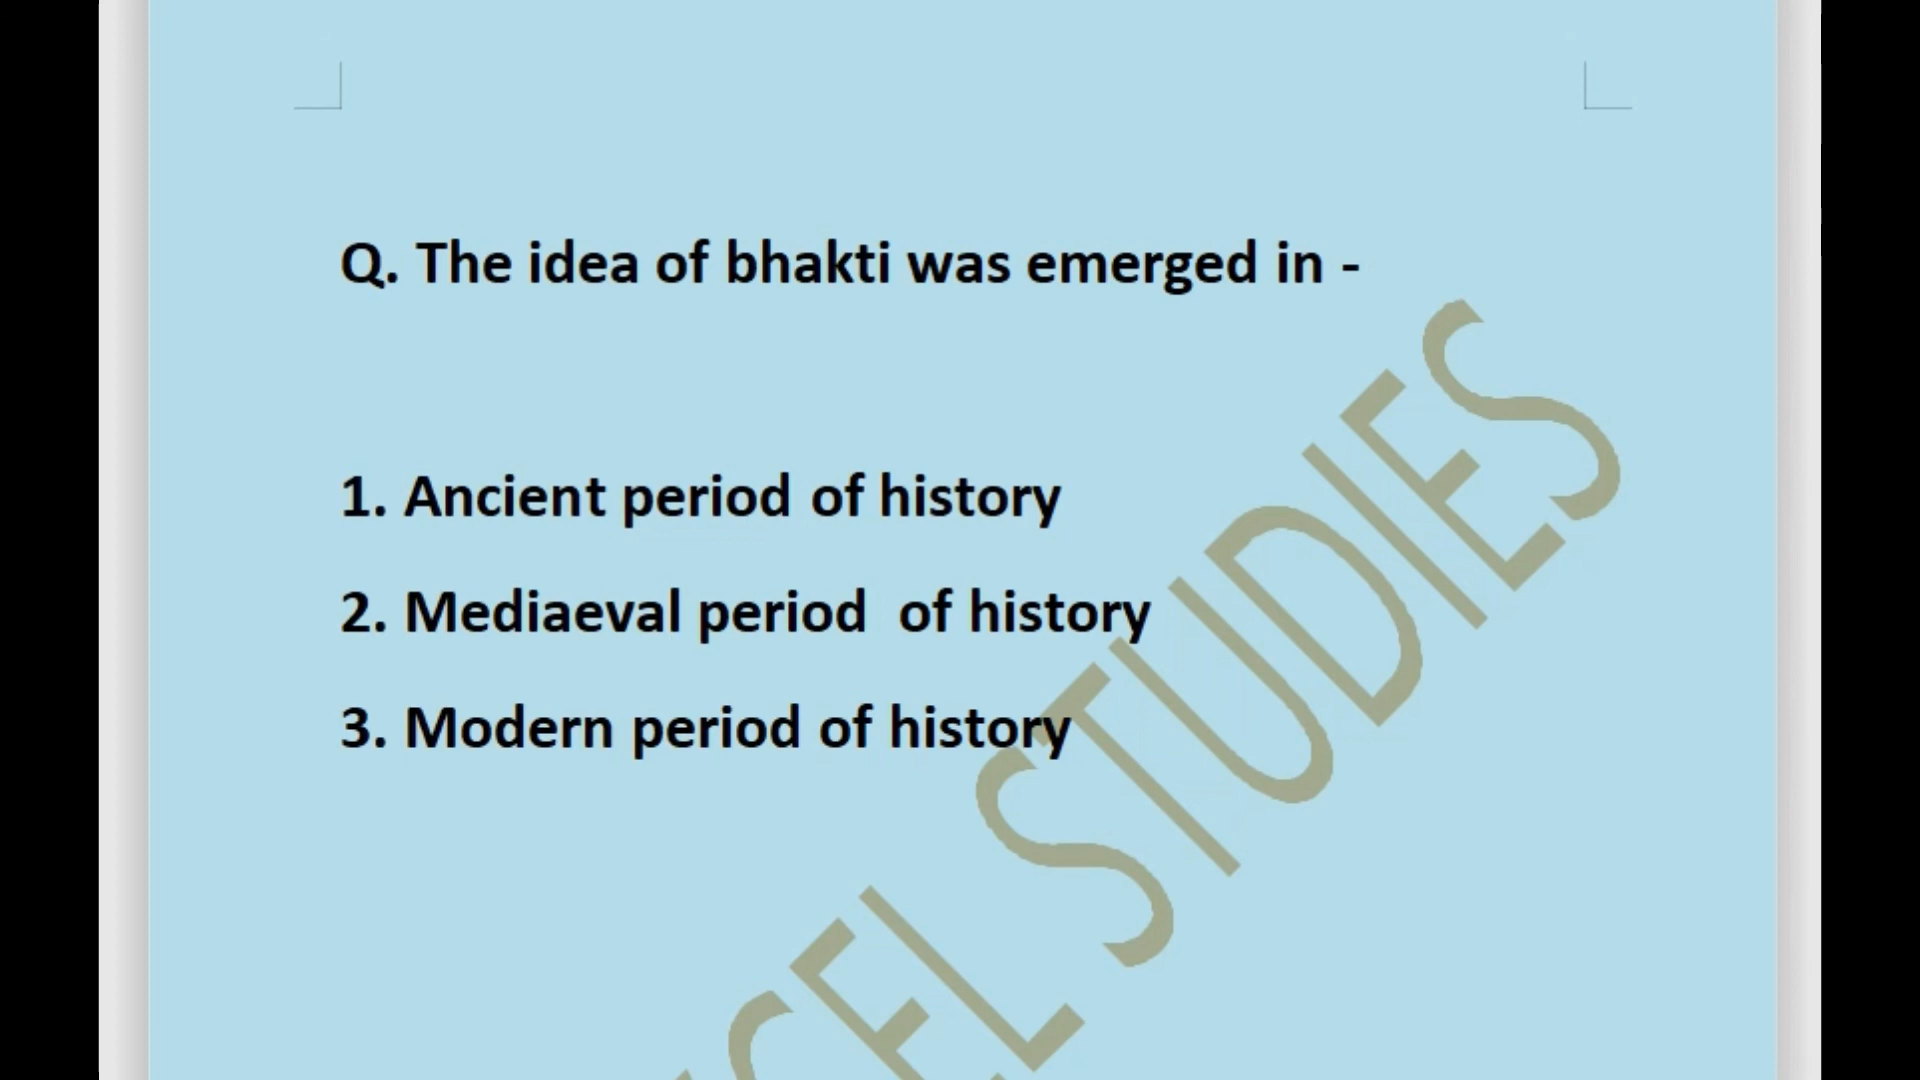 Q. The idea of bhakti was emerged in -
1. Ancient period of history
2. Mediaeval period  of history
3. Modern period of history
STUDIES